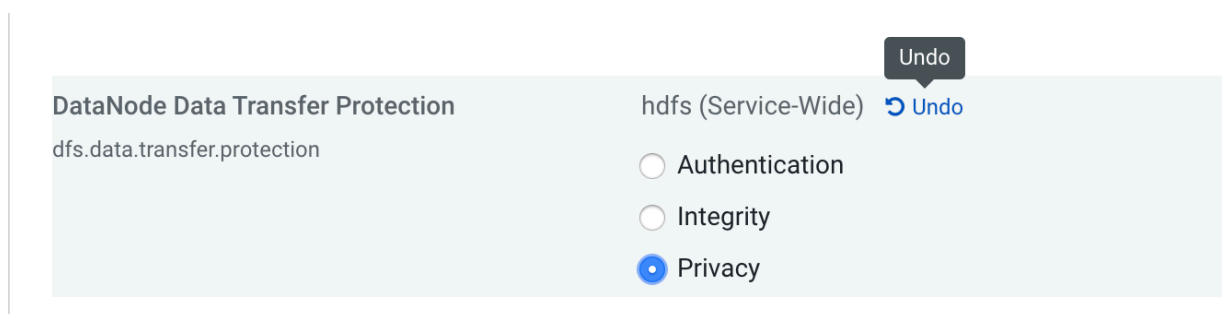 Undo
DataNode Data Transfer Protection
hdfs (Service-Wide) Undo
dfs.data.transfer.protection
Authentication
Integrity
Privacy